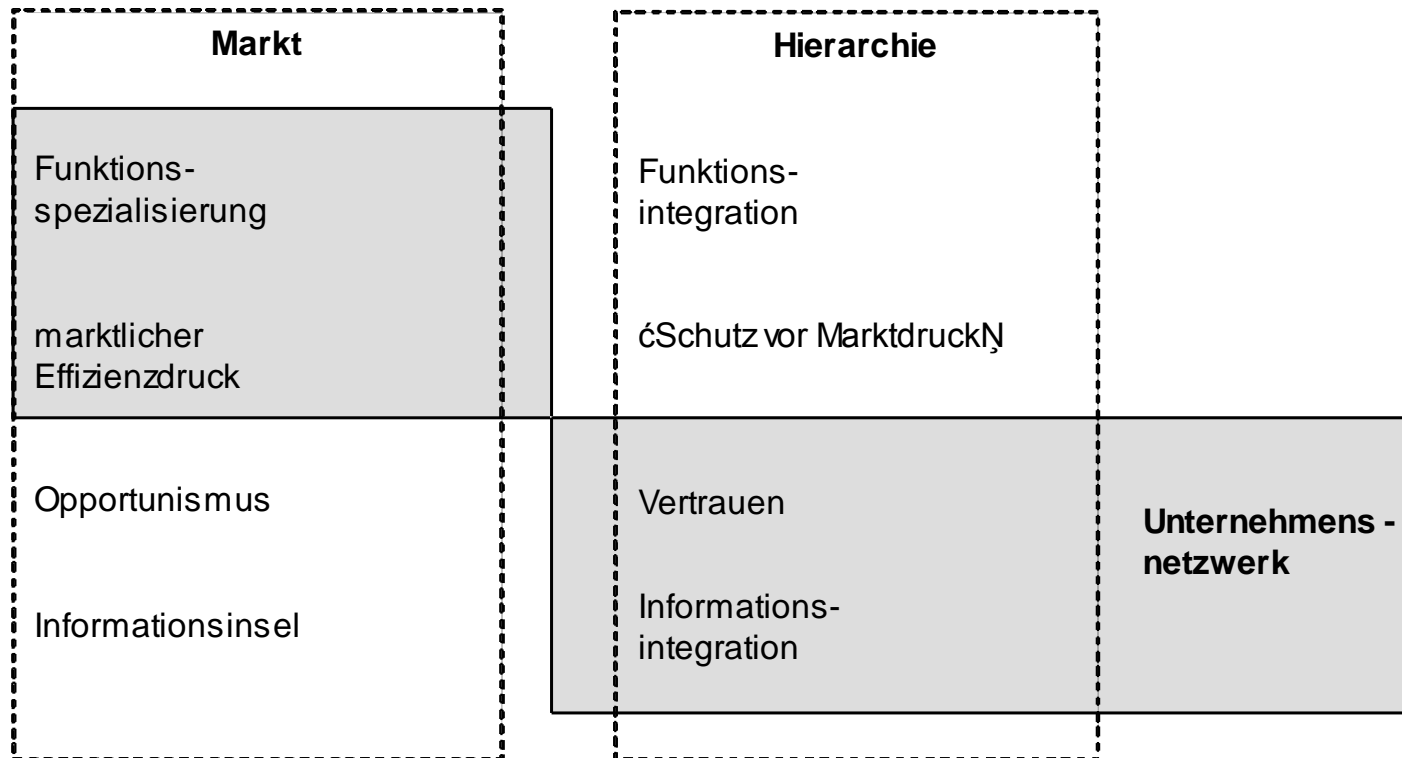 Markt
Hierarchie
Funktions-
spezialisierung
Funktions-
integration
marktlicher
Effizienzdruck
ćSchutz vor MarktdruckŅ
Opportunismus
Vertrauen
Unternehmens -
netzwerk
Informationsinsel
Informations-
integration